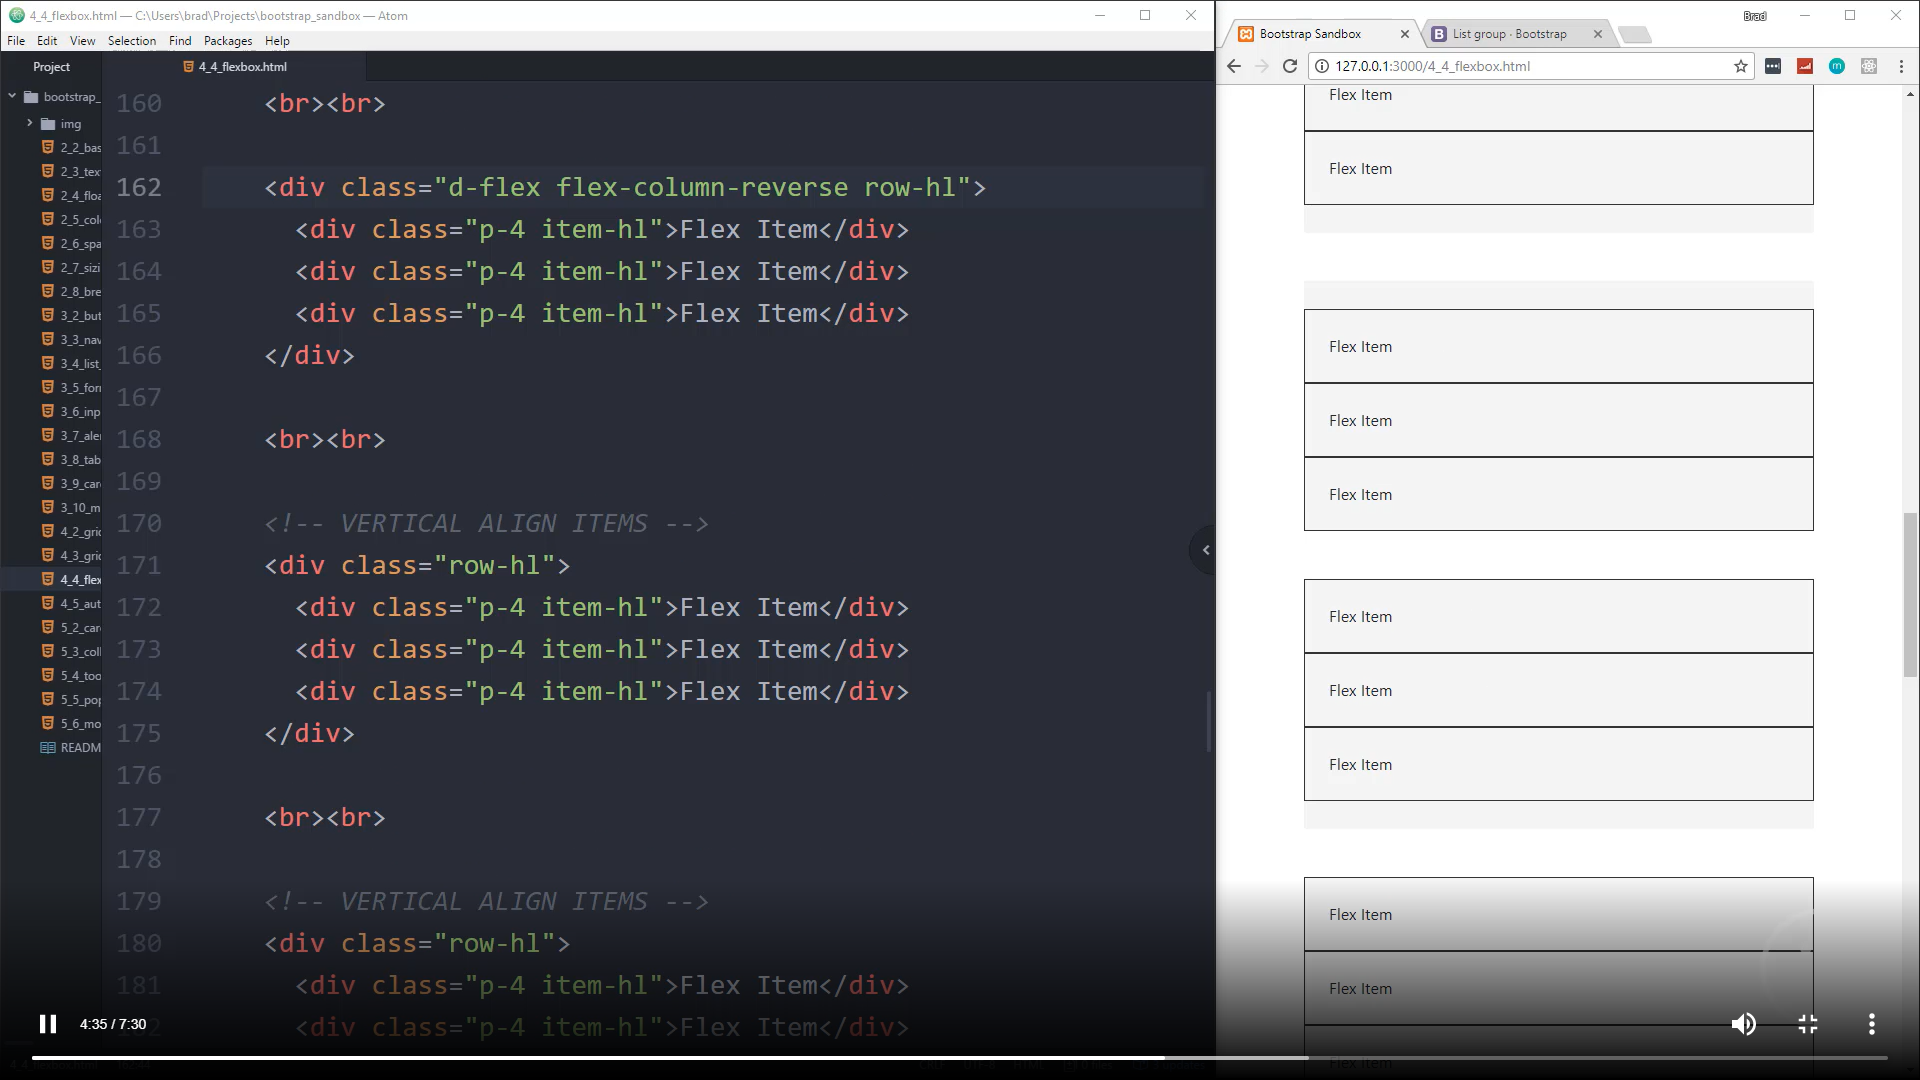 4_4_flexbox.html — C:\Users\brad\Projects\bootstrap_sandbox — Atom
File Edit View Selection Find Packages Help
Project
bootstrap_
img
2_2_bas
2_3_tex
2_4_floa
2_5_col
2_6_spa
2_7_sizi
2_8_bre
3_2_but
3_3_nav
3_4_list_
3_5_for
3_6_inp
3_7_ale
3_8_tab
3_9_car
3_10_m
4_2_gri
4_3_gri
4_4_flex
4_5_aut
5_2_car
5_3_coll
5_4_too
5_5_pop
5_6_mo
README
4_4_flexbox.html
160 <br><br>
161
162 <div class="d-flex flex-column-reverse row-hl">
163 <div class="p-4 item-hl">Flex Item</div>
164 <div class="p-4 item-hl">Flex Item</div>
165 <div class="p-4 item-hl">Flex Item</div>
166 </div>
167
168 <br><br>
169
170 <!-- VERTICAL ALIGN ITEMS -->
171 <div class="row-hl">
172 <div class="p-4 item-hl">Flex Item</div>
173 <div class="p-4 item-hl">Flex Item</div>
174 <div class="p-4 item-hl">Flex Item</div>
175 </div>
176
177 <br><br>
178
179 <!-- VERTICAL ALIGN ITEMS -->
180 <div class="row-hl">
181 <div class="p-4 item-hl">Flex Item</div>
<div class="p-4 item-hl">Flex Item</div>
Brad
Bootstrap Sandbox
List group · Bootstrap
127.0.0.1:3000/4_4_flexbox.html
Flex Item
Flex Item
Flex Item
Flex Item
Flex Item
Flex Item
Flex Item
Flex Item
Flex Item
Flex Item
Flex Item
4:35 / 7:30